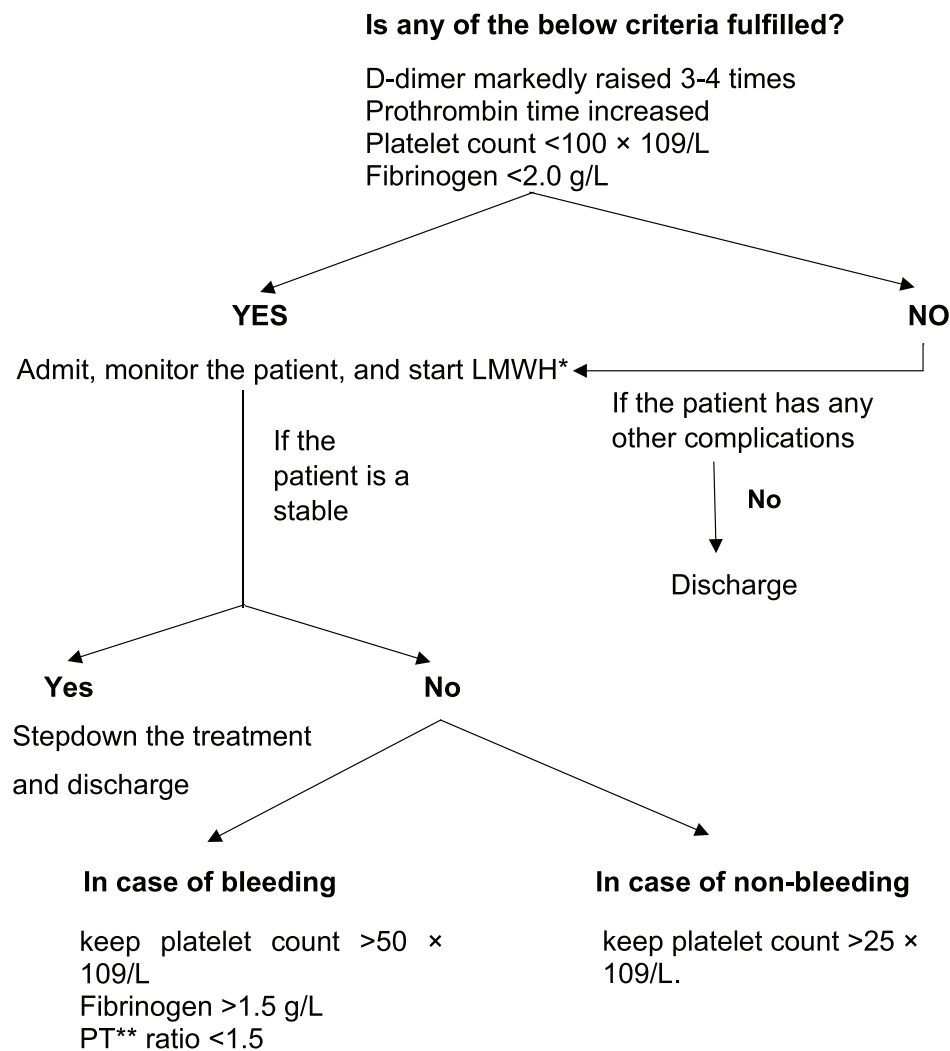 Is any of the below criteria fulfilled?
D-dimer markedly raised 3-4 times
Prothrombin time increased
Platelet count <100 × 109/L
Fibrinogen <2.0 g/L
YES
NO
Admit, monitor the patient, and start LMWH*
If the patient has any
other complications
If the
patient is a
stable
No
Discharge
Yes
No
Stepdown the treatment
and discharge
In case of bleeding
In case of non-bleeding
keep platelet count >50 ×
109/L
Fibrinogen >1.5 g/L
PT** ratio <1.5
keep platelet count >25 ×
109/L.